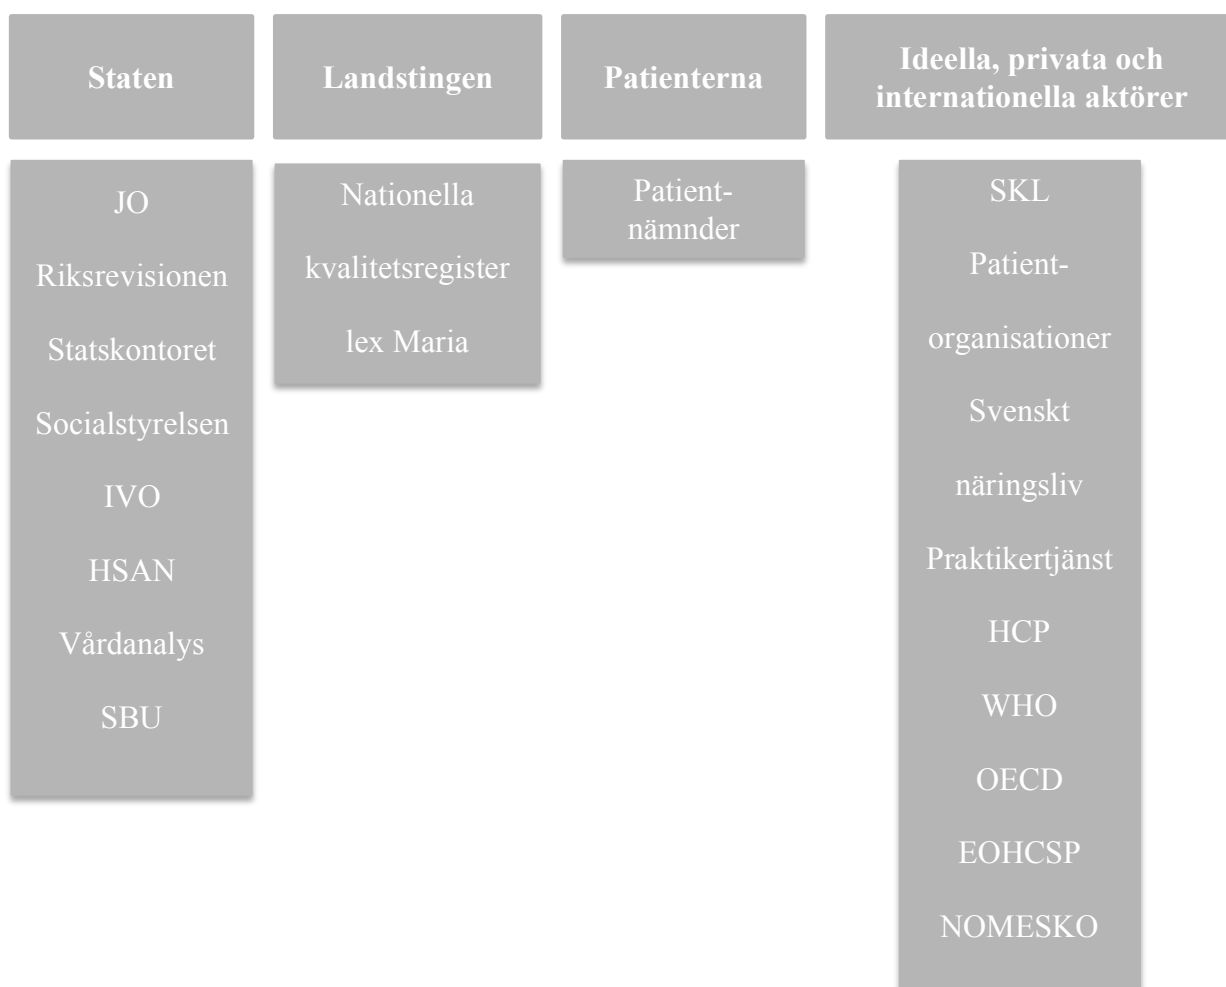 Staten
JO
Riksrevisionen
Statskontoret
Socialstyrelsen
IVO
HSAN
Vårdanalys
SBU
Landstingen
Nationella
kvalitetsregister
lex Maria
Patienterna
Patient-
nämnder
Ideella, privata och
internationella aktörer
SKL
Patient-
organisationer
Svenskt
näringsliv
Praktikertjänst
HCP
WHO
OECD
EOHCSP
NOMESKO